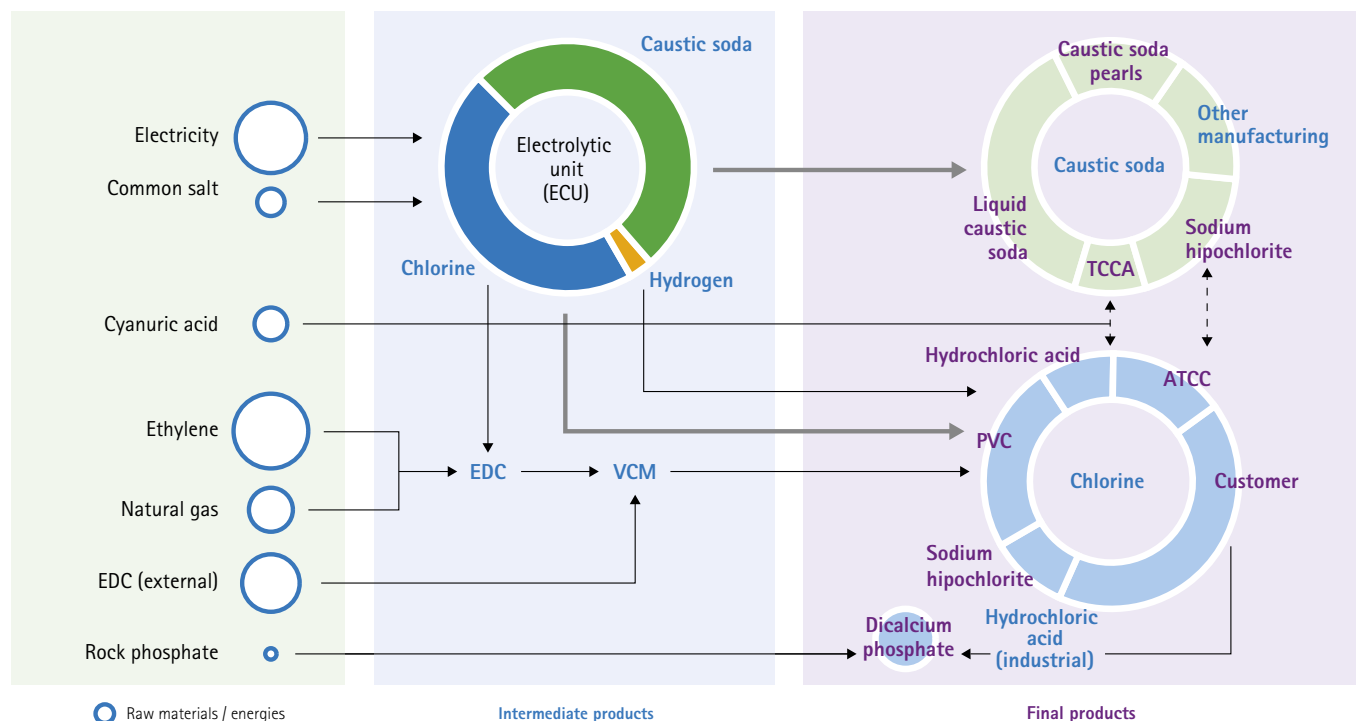 Electricity
Common salt
Cyanuric acid
Ethylene
Natural gas
EDC (external)
Rock phosphate
Caustic soda
Electrolytic
unit
(ECU)
Chlorine
Hydrogen
EDC
VCM
Caustic soda
pearls
Other
manufacturing
Caustic soda
Liquid
caustic
soda
Sodium
hipochlorite
TCCA
Hydrochloric acid
ATCC
PVC
Chlorine
Customer
Sodium
hipochlorite
Dicalcium
phosphate
Hydrochloric
acid
(industrial)
Raw materials / energies
Intermediate products
Final products